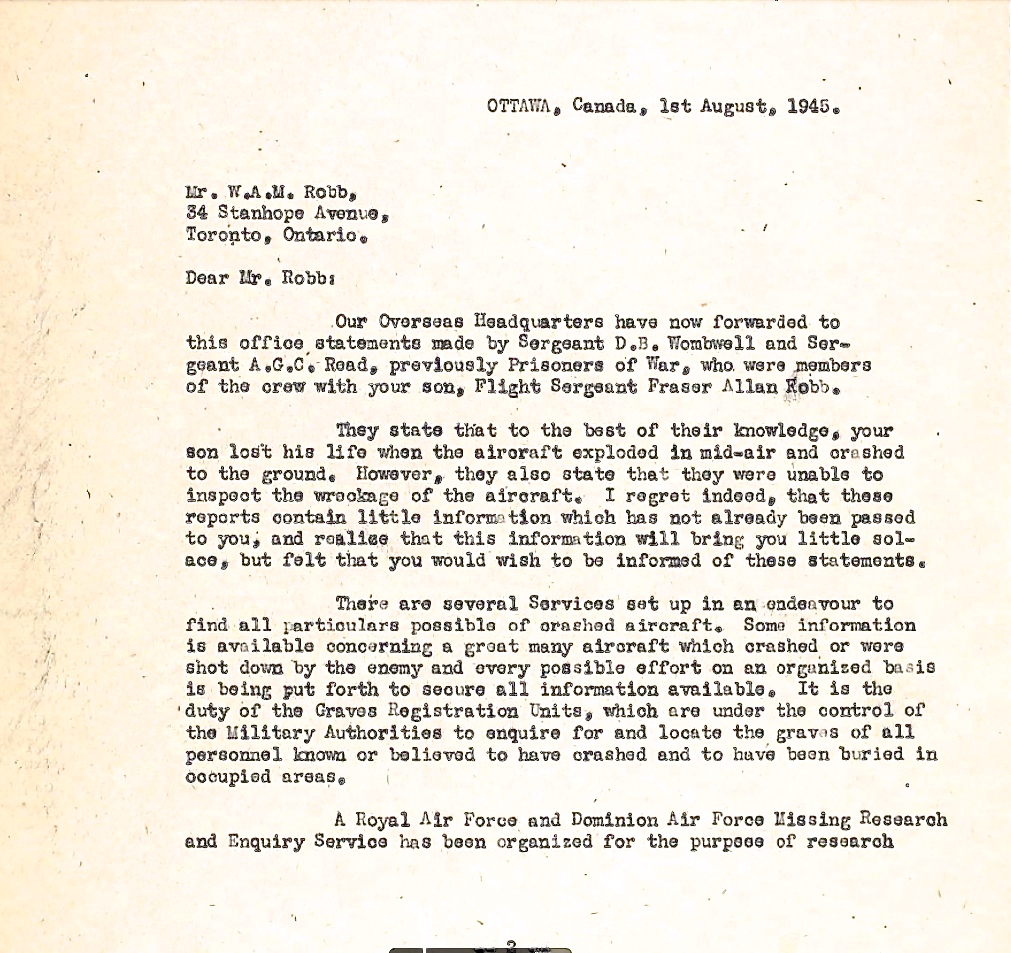 OTTAWA, Canada, 1st August, 1945.
Mr. W.A.M. Robb,
34 Stanhope Avenue,
Toronto, Ontario.
Dear Mr. Robb:
Our Overseas Headquarters have now forwarded to
this office statements made by Sergeant D.B. Wombwell and Ser-
geant A.G.C. Read, previously Prisoners of War, who were members
of the crew with your son, Flight Sergeant Fraser Allan Robb.
They state that to the best of their knowledge, your
son lost his life when the aircraft exploded in mid-air and crashed
to the ground. However, they also state that they were unable to
inspect the wreckage of the aircraft. I regret indeed, that these
reports contain little information which has not already been passed
to you, and realize that this information will bring you little sol-
ace, but felt that you would wish to be informed of these statements.
There are several Services set up in an endeavour to
find all particulars possible of crashed aircraft. Some information
is available concerning a great many aircraft which crashed or were
shot down by the enemy and every possible effort on an organized basis
is being put forth to secure all information available. It is the
duty of the Graves Registration Units, which are under the control of
the Military Authorities to enquire for and locate the graves of all
personnel known or believed to have crashed and to have been buried in
occupied areas.
A Royal Air Force and Dominion Air Force Missing Research
and Enquiry Service has been organized for the purpose of research